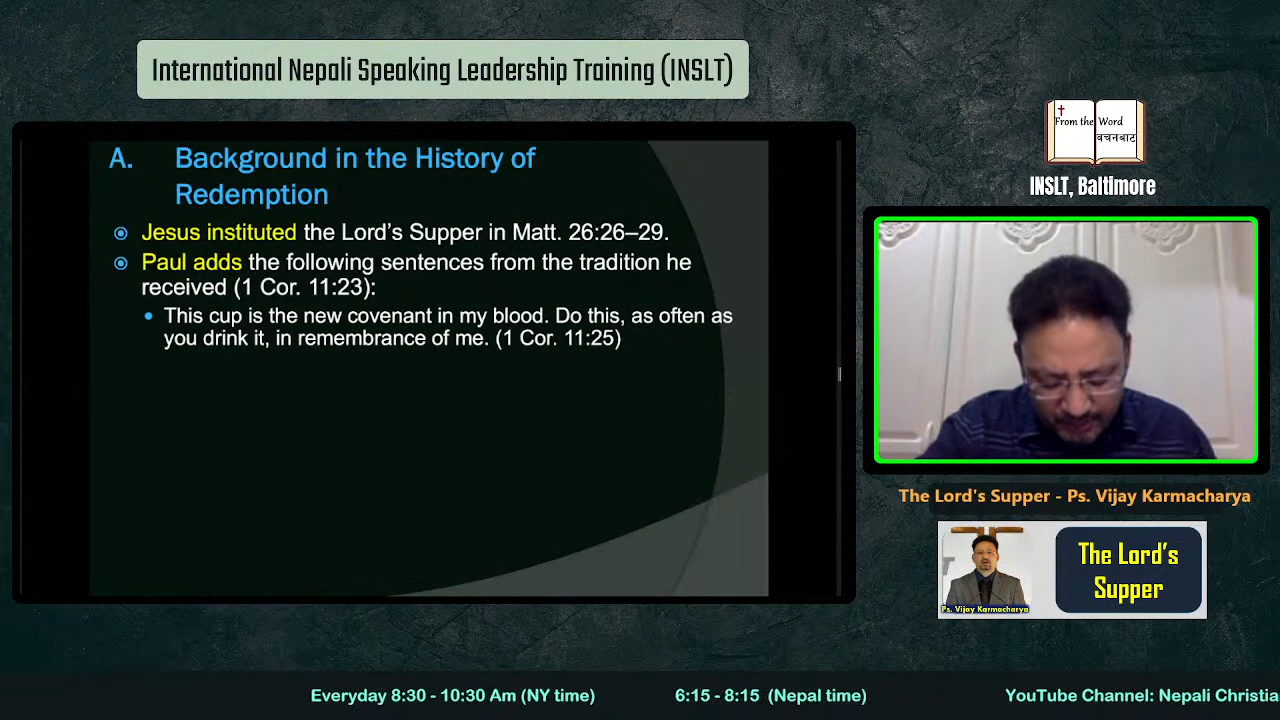 International Nepali Speaking Leadership Training (INSLT)
From the Word
वचनबाट
INSLT, Baltimore
A. Background in the History of
Redemption
Jesus instituted the Lord's Supper in Matt. 26:26–29.
Paul adds the following sentences from the tradition he
received (1 Cor. 11:23):
• This cup is the new covenant in my blood. Do this, as often as
you drink it, in remembrance of me. (1 Cor. 11:25)
The Lord's Supper - Ps. Vijay Karmacharya
The Lord's
Supper
Ps. Vijay Karmacharya
Everyday 8:30 - 10:30 Am (NY time) 6:15 - 8:15 (Nepal time) YouTube Channel: Nepali Christia